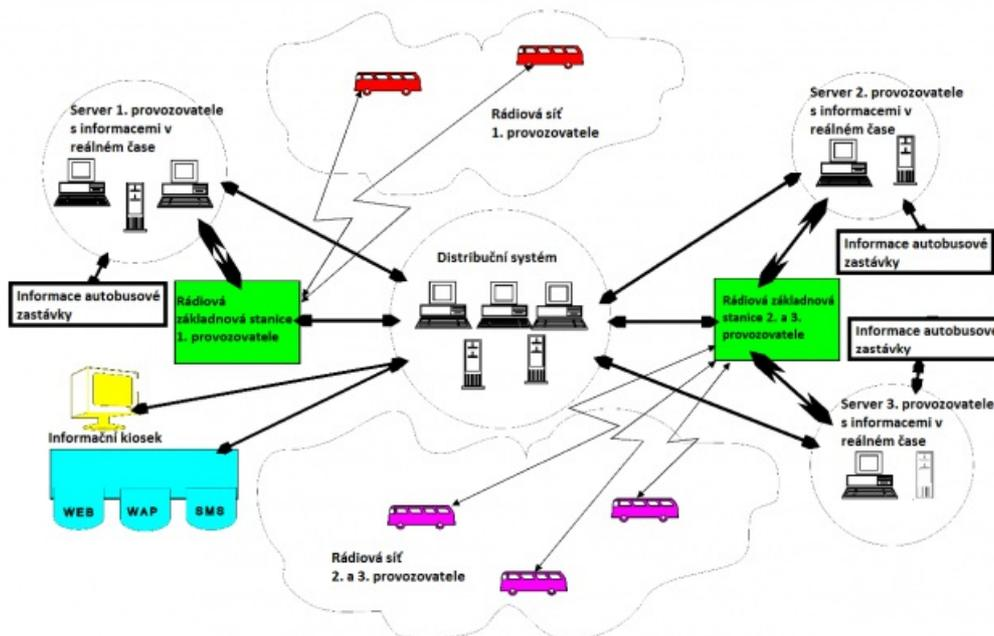 Server 1. provozovatele
s informacemi v
reálném čase
Rádiová síť
1. provozovatele
Server 2. provozovatele
s informacemi v
reálném čase
Distribuční systém
Informace autobusové
zastávky
Informace autobusové
zastávky
Rádiová
základnová stanice
1. provozovatele
Rádiová základnová
stanice 2. a 3.
provozovatele
Informace autobusové
zastávky
Informační kiosek
Server 3. provozovatele
s informacemi v
reálném čase
WEB
WAP
SMS
Rádiová síť
2. a 3. provozovatele